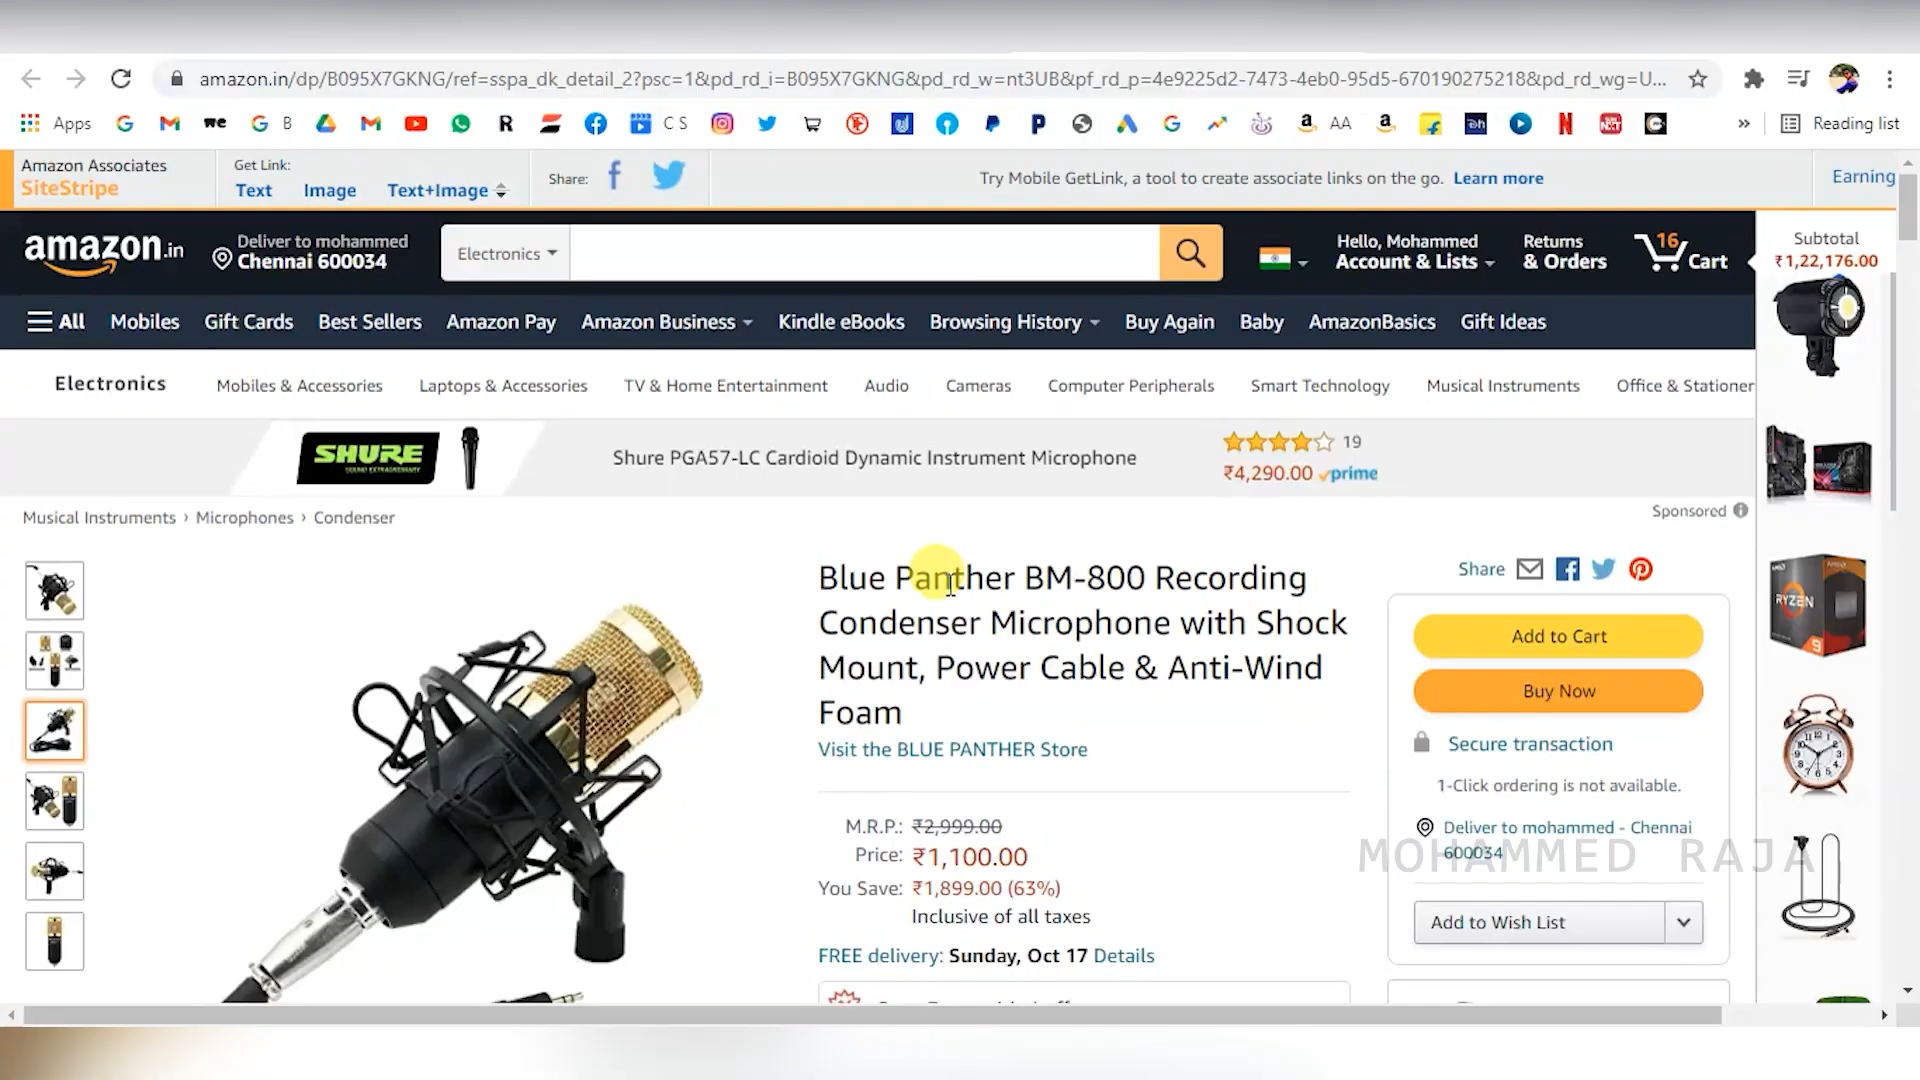 amazon.in/dp/B095X7GKNG/ref=sspa_dk_detail_2?psc=1&pd_rd_i=B095X7GKNG&pd_rd_w=nt3UB&pf_rd_p=4e9225d2-7473-4eb0-95d5-670190275218&pd_rd_wg=U...
Apps B C S AA » Reading list
Amazon Associates
SiteStripe
Get Link:
Text Image Text+Image
Share:
Try Mobile GetLink, a tool to create associate links on the go. Learn more
Earning
amazon.in
Deliver to mohammed
Chennai 600034
Electronics
Hello, Mohammed
Account & Lists
Returns
& Orders
16
Cart
Subtotal
₹1,22,176.00
All Mobiles Gift Cards Best Sellers Amazon Pay Amazon Business Kindle eBooks Browsing History Buy Again Baby AmazonBasics Gift Ideas
Electronics Mobiles & Accessories Laptops & Accessories TV & Home Entertainment Audio Cameras Computer Peripherals Smart Technology Musical Instruments Office & Stationer
SHURE
SOUND EXTRAORDINARY
Shure PGA57-LC Cardioid Dynamic Instrument Microphone
19
₹4,290.00 prime
Musical Instruments › Microphones › Condenser
Sponsored
Blue Panther BM-800 Recording
Condenser Microphone with Shock
Mount, Power Cable & Anti-Wind
Foam
Visit the BLUE PANTHER Store
M.R.P.: ₹2,999.00
Price: ₹1,100.00
You Save: ₹1,899.00 (63%)
Inclusive of all taxes
FREE delivery: Sunday, Oct 17 Details
Share
Add to Cart
Buy Now
Secure transaction
1-Click ordering is not available.
Deliver to mohammed - Chennai
600034
MOHAMMED RAJA
Add to Wish List
RYZEN
9